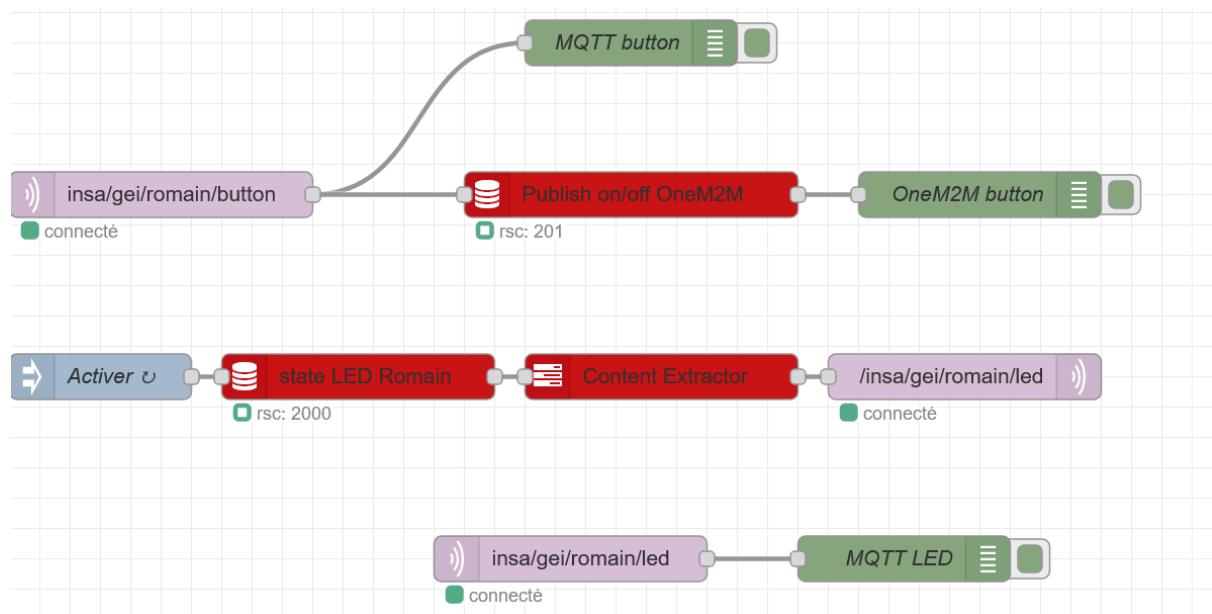 MQTT button
insa/gei/romain/button
Publish on/off OneM2M
OneM2M button
connecté
rsc: 201
Activer ↻
state LED Romain
Content Extractor
/insa/gei/romain/led
rsc: 2000
connecté
insa/gei/romain/led
MQTT LED
connecté